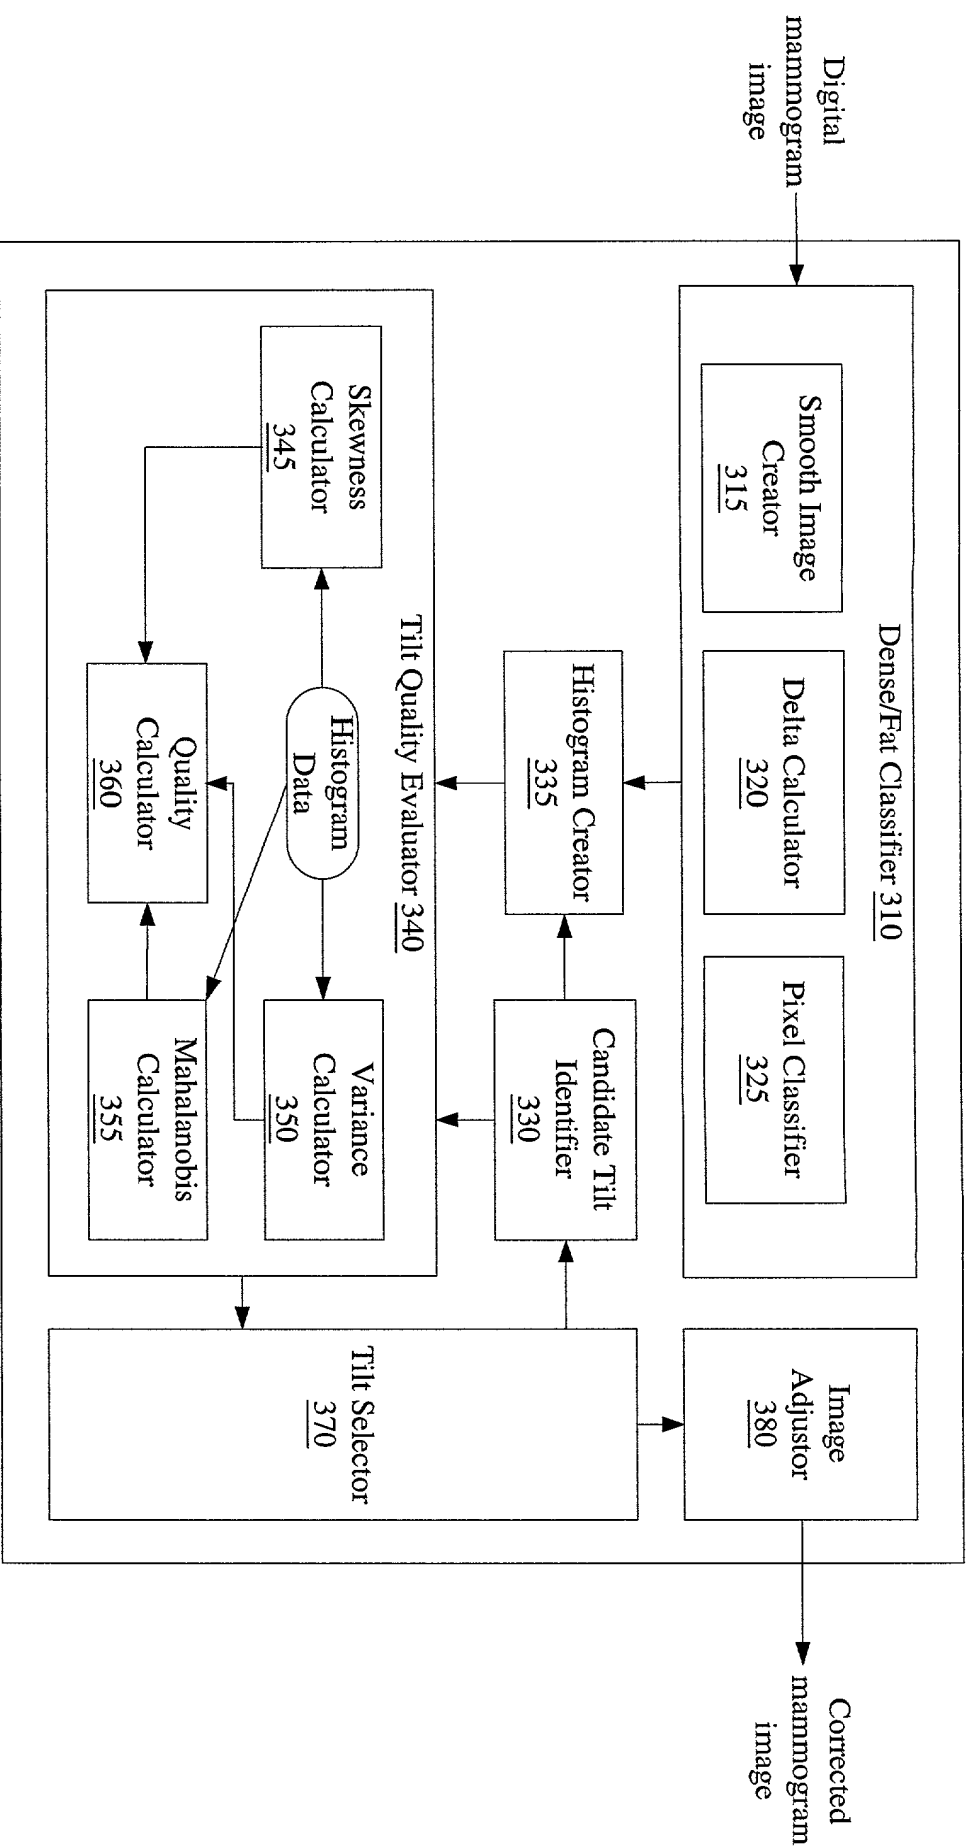 Digital
mammogram
image
Dense/Fat Classifier 310
Smooth Image
Creator
315
Delta Calculator
320
Pixel Classifier
325
Histogram Creator
335
Candidate Tilt
Identifier
330
Tilt Quality Evaluator 340
Skewness
Calculator
345
Histogram
Data
Variance
Calculator
350
Quality
Calculator
360
Mahalanobis
Calculator
355
Tilt Selector
370
Image
Adjustor
380
Corrected
mammogram
image